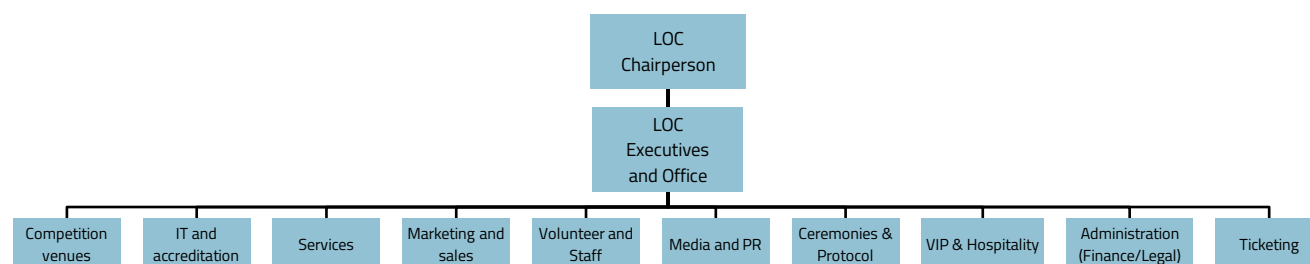 LOC
Chairperson
LOC
Executives
and Office
Competition
venues
IT and
accreditation
Services
Marketing and
sales
Volunteer and
Staff
Media and PR
Ceremonies &
Protocol
VIP & Hospitality
Administration
(Finance/Legal)
Ticketing